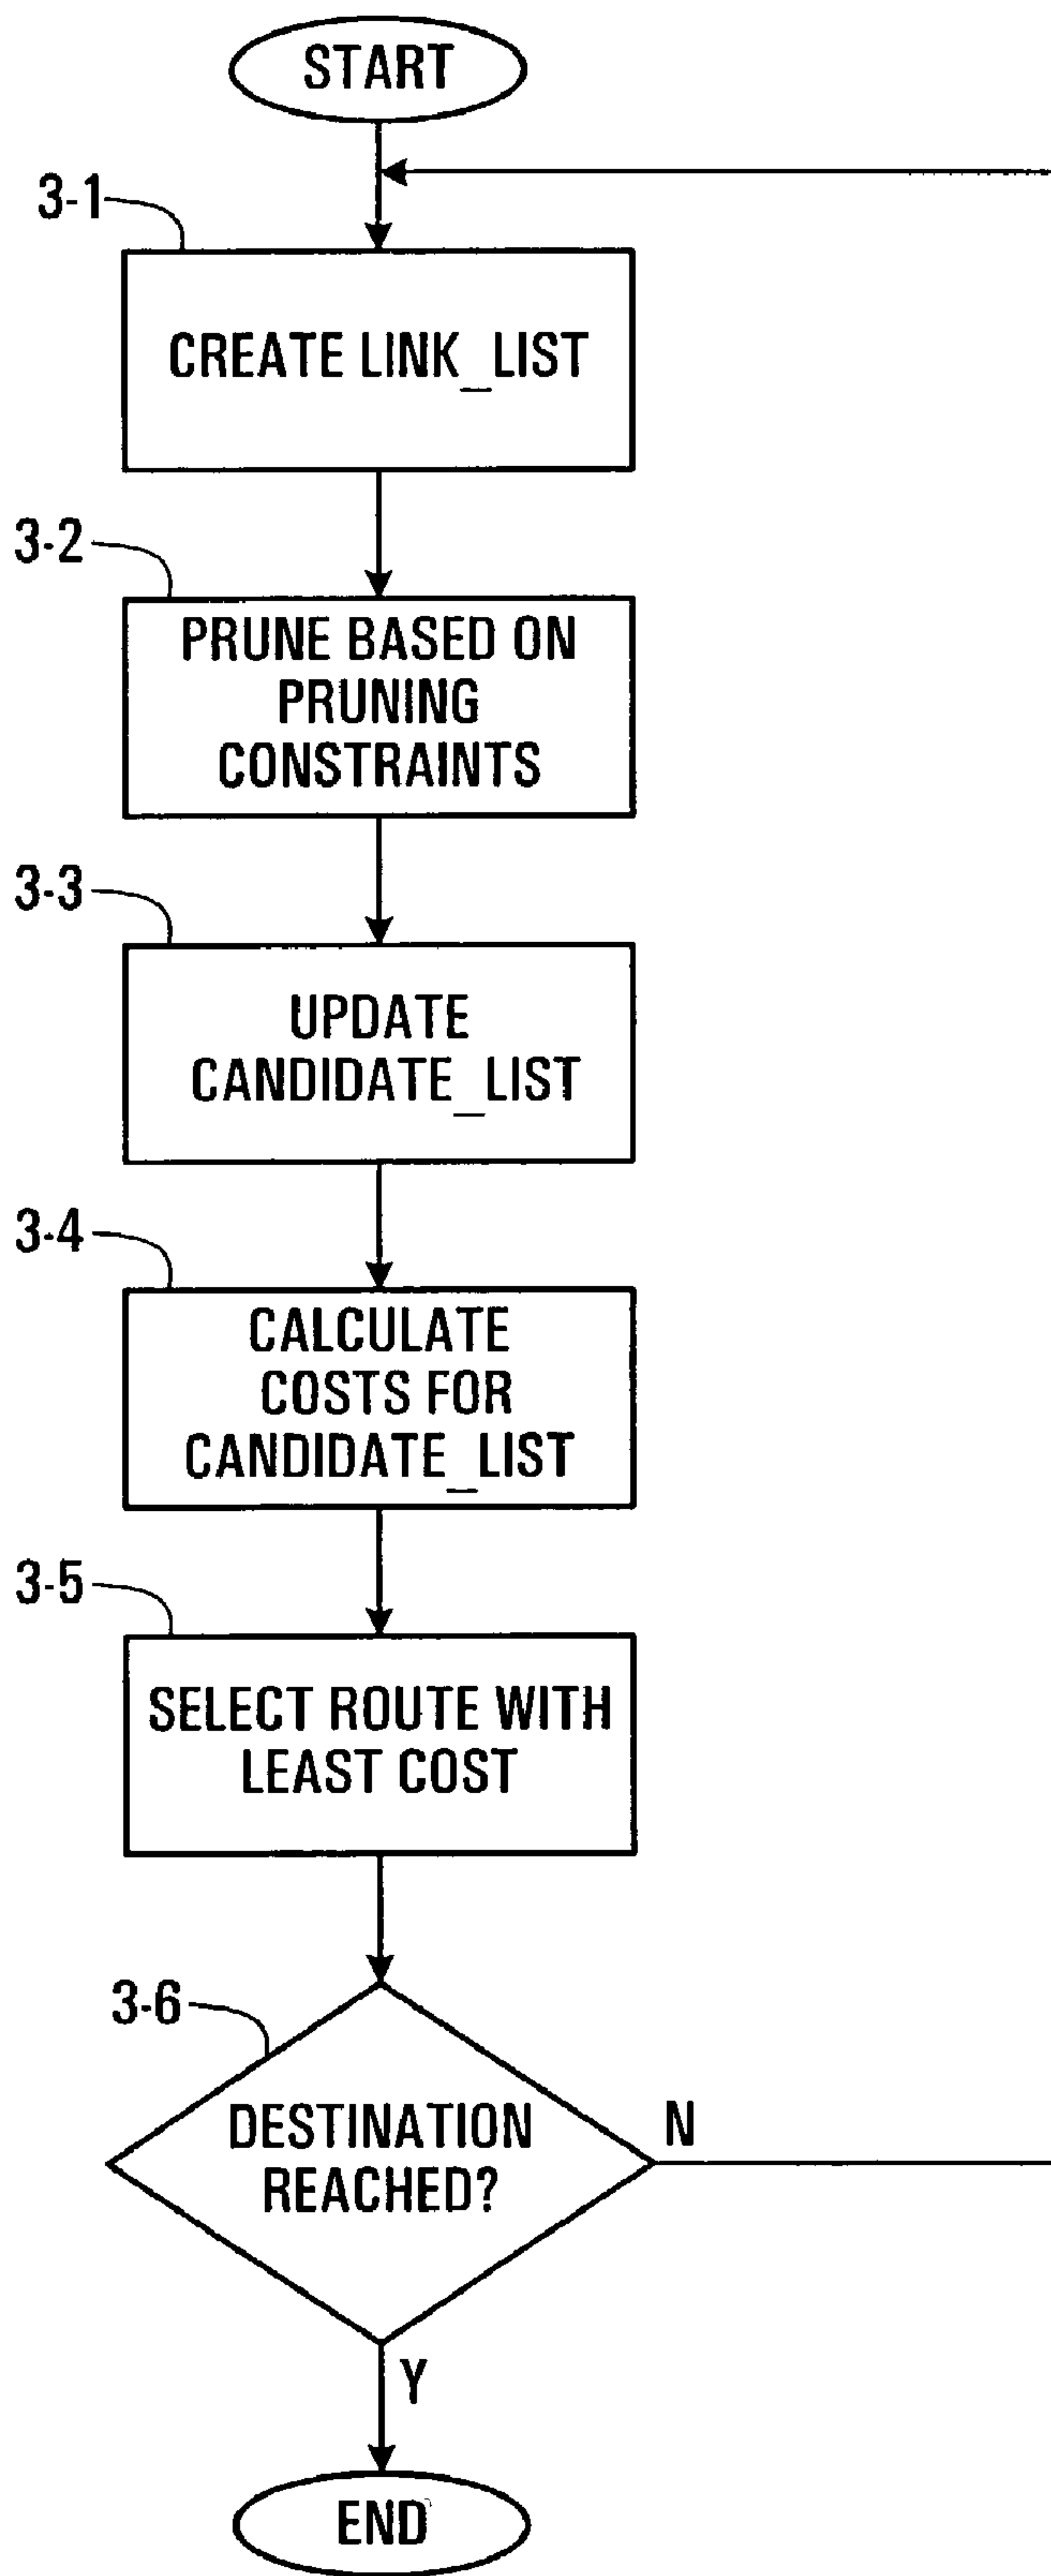 START
3-1
CREATE LINK_LIST
3-2
PRUNE BASED ON
PRUNING
CONSTRAINTS
3-3
UPDATE
CANDIDATE_LIST
3-4
CALCULATE
COSTS FOR
CANDIDATE_LIST
3-5
SELECT ROUTE WITH
LEAST COST
3-6
DESTINATION
REACHED?
N
Y
END